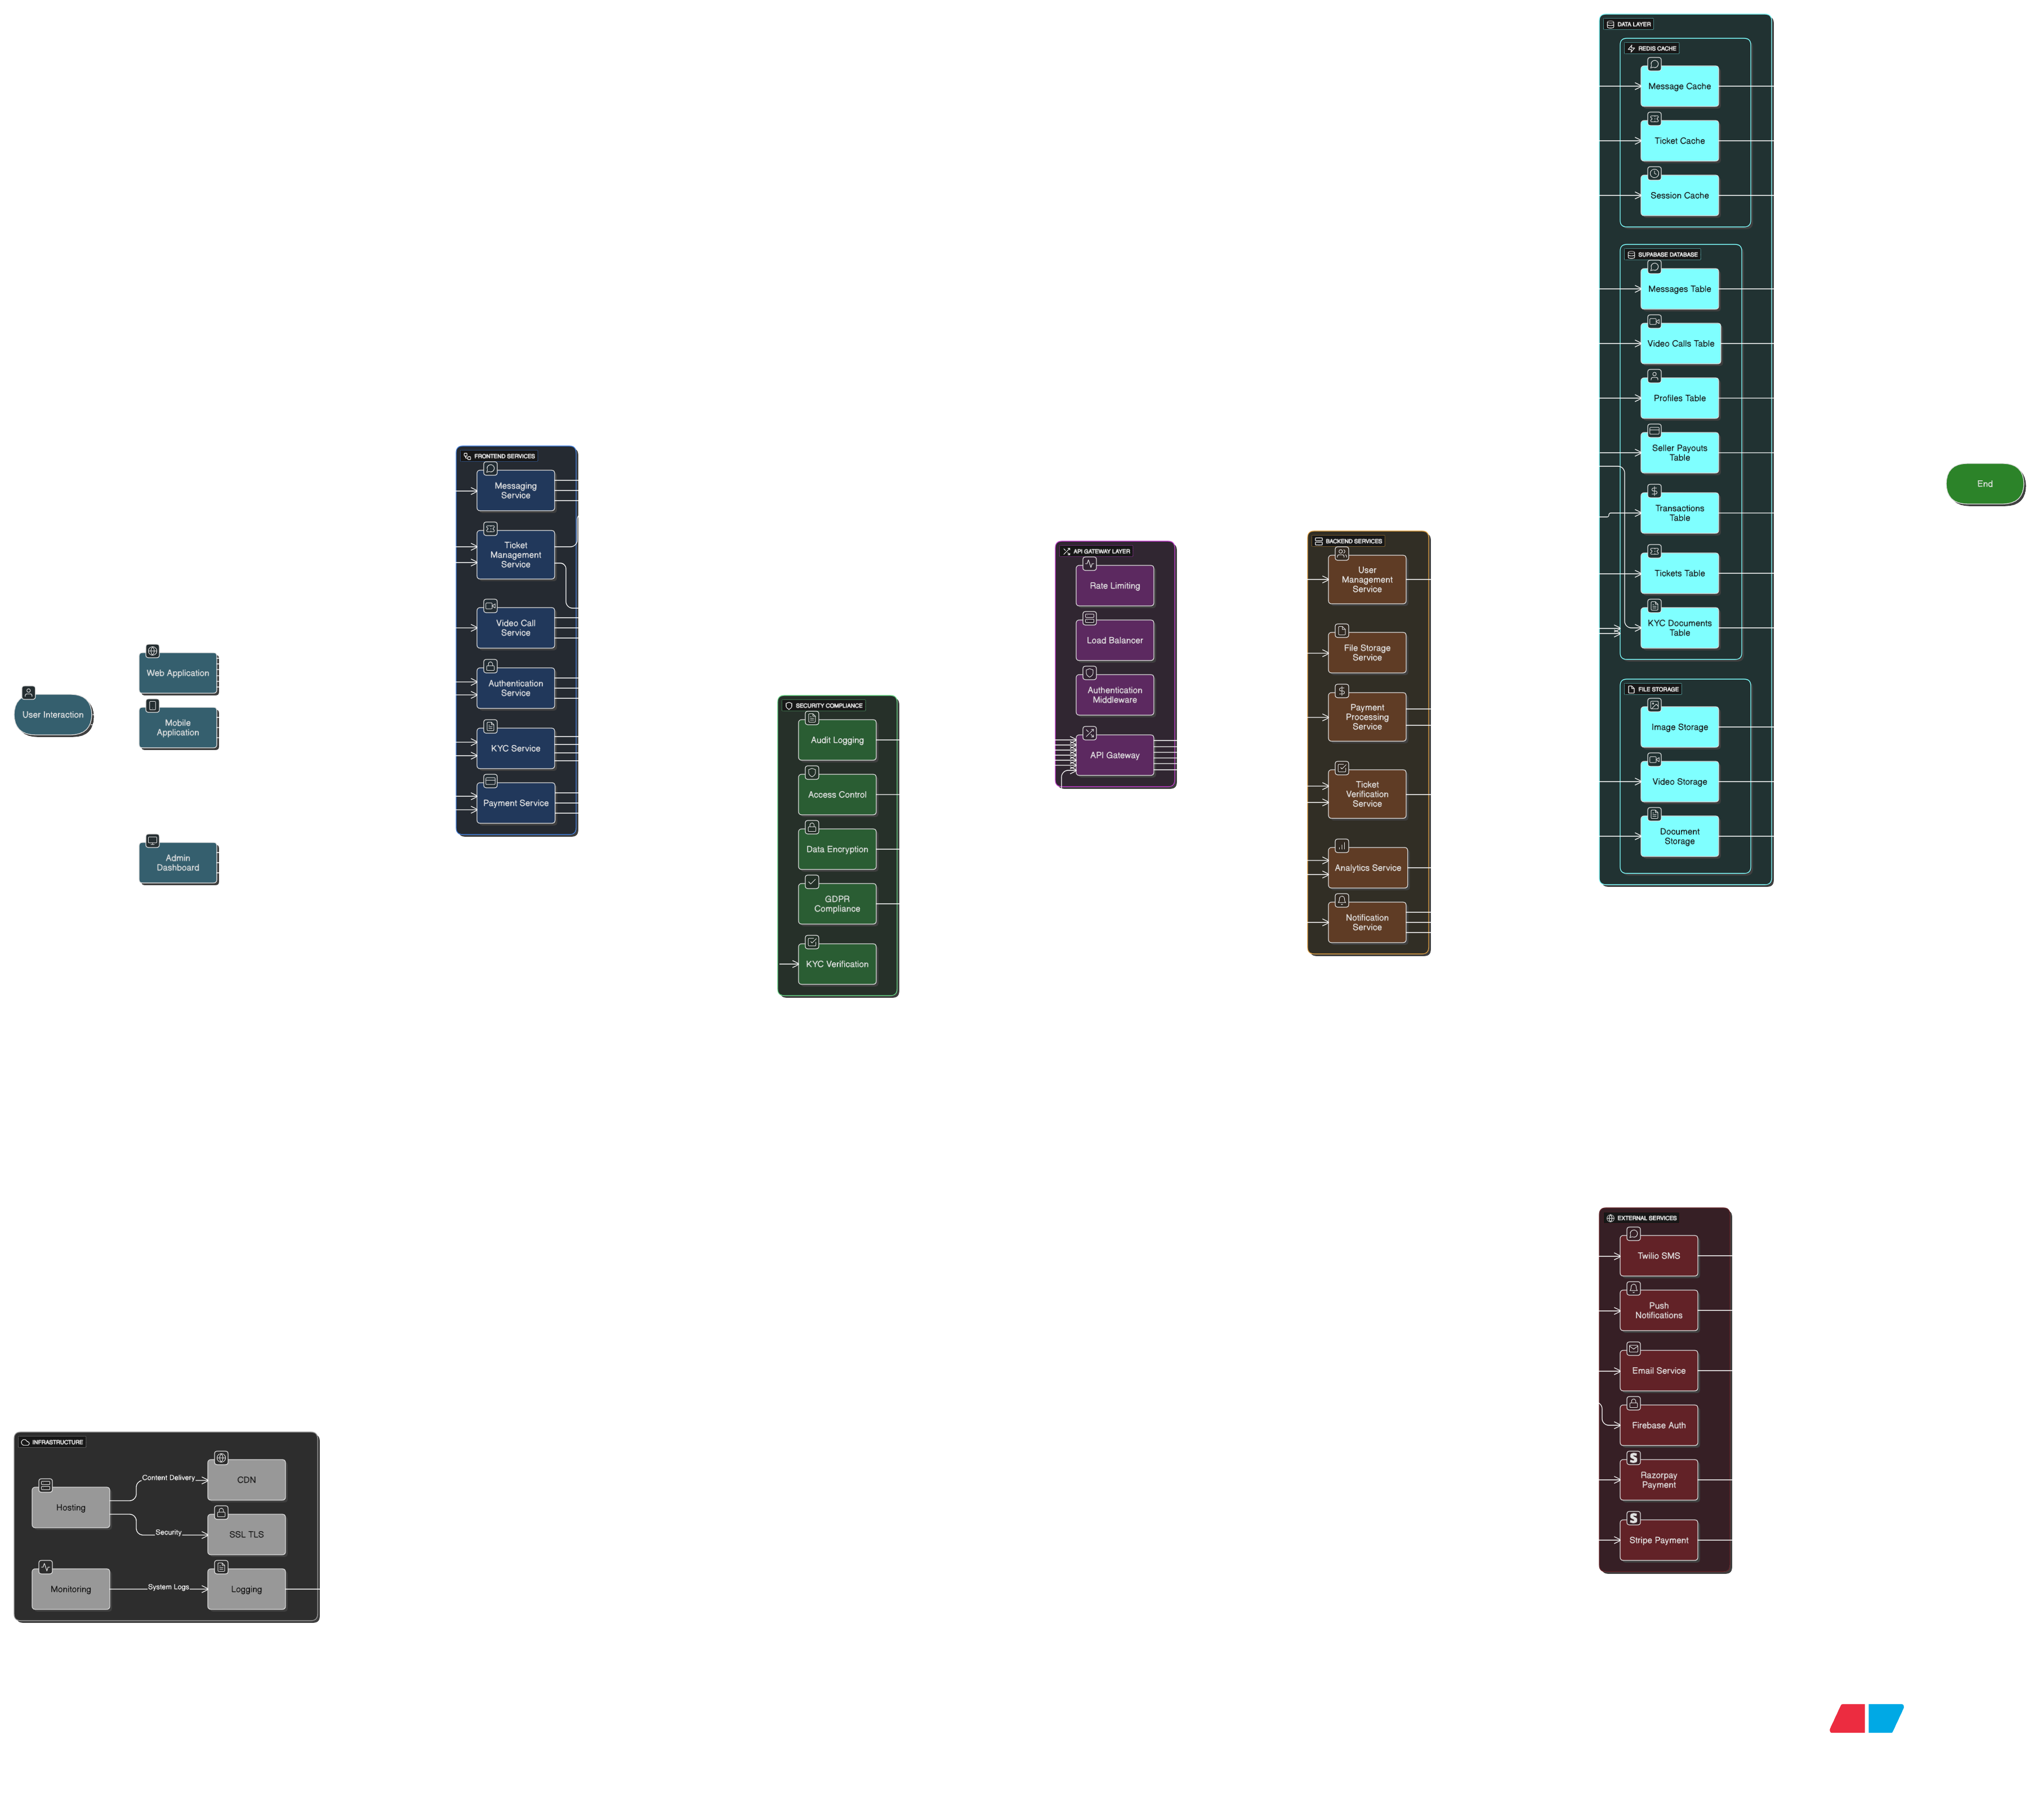 User Interaction
Web Application
Mobile
Application
Admin
Dashboard
FRONTEND SERVICES
Messaging
Service
Ticket
Management
Service
Video Call
Service
Authentication
Service
KYC Service
Payment Service
SECURITY COMPLIANCE
Audit Logging
Access Control
Data Encryption
GDPR
Compliance
KYC Verification
API GATEWAY LAYER
Rate Limiting
Load Balancer
Authentication
Middleware
API Gateway
BACKEND SERVICES
User
Management
Service
File Storage
Service
Payment
Processing
Service
Ticket
Verification
Service
Analytics Service
Notification
Service
DATA LAYER
REDIS CACHE
Message Cache
Ticket Cache
Session Cache
SUPABASE DATABASE
Messages Table
Video Calls Table
Profiles Table
Seller Payouts
Table
Transactions
Table
Tickets Table
KYC Documents
Table
FILE STORAGE
Image Storage
Video Storage
Document
Storage
End
EXTERNAL SERVICES
Twilio SMS
Push
Notifications
Email Service
Firebase Auth
Razorpay
Payment
Stripe Payment
INFRASTRUCTURE
Hosting
Content Delivery
CDN
Security
SSL TLS
Monitoring
System Logs
Logging